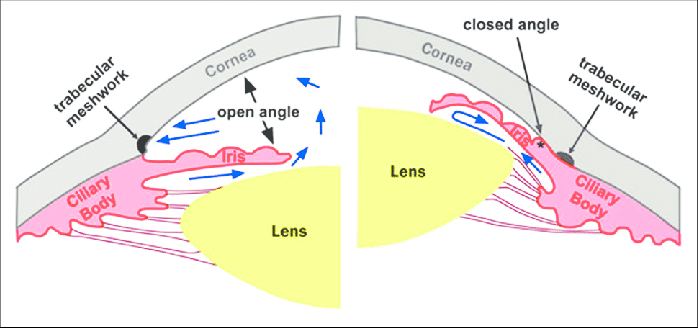 Cornea
trabecular
meshwork
open angle
Iris
Ciliary
Body
Lens
closed angle
Cornea
trabecular
meshwork
Iris
*
Lens
Ciliary
Body